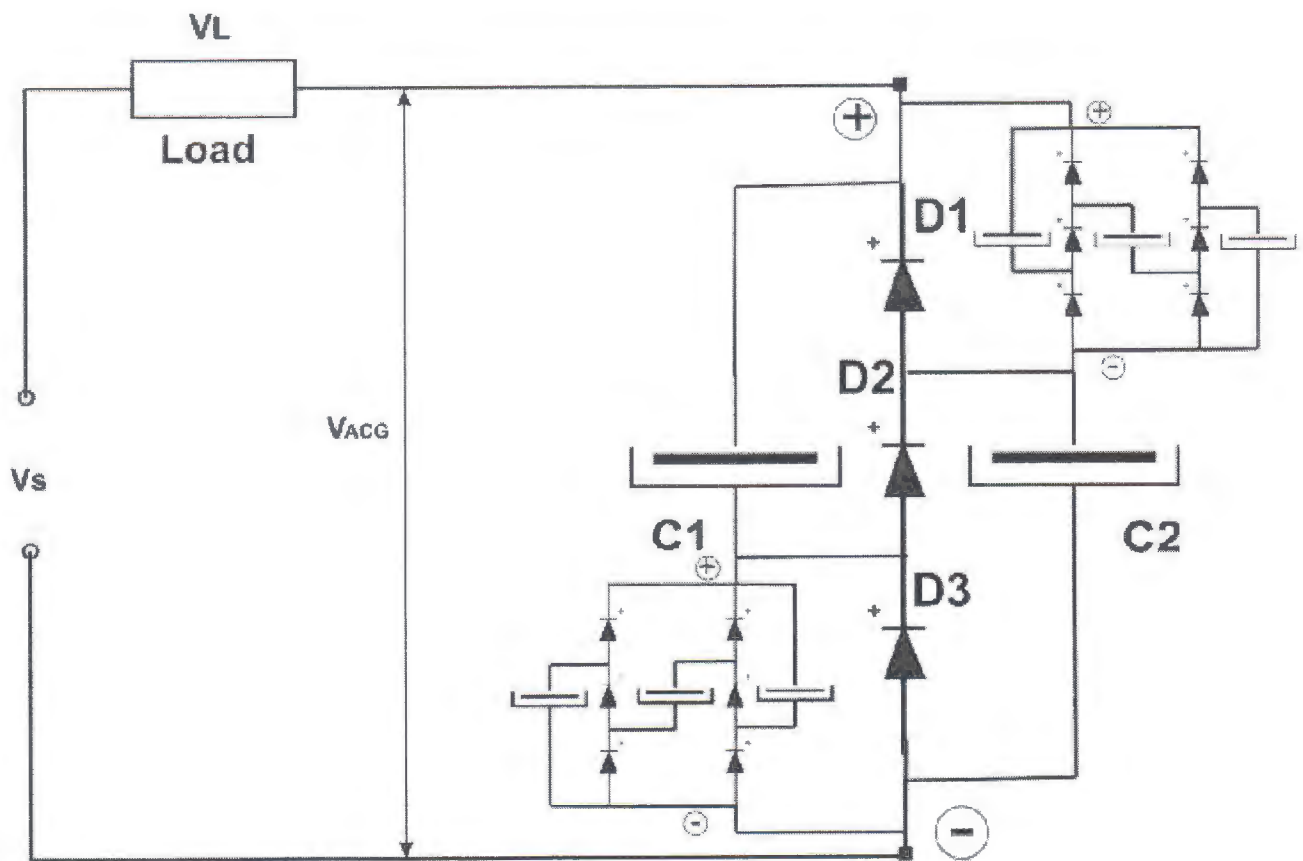 VL
Load
+
+
D1
+
D2
-
+
VACG
Vs
C1
C2
+
D3
+
-
-